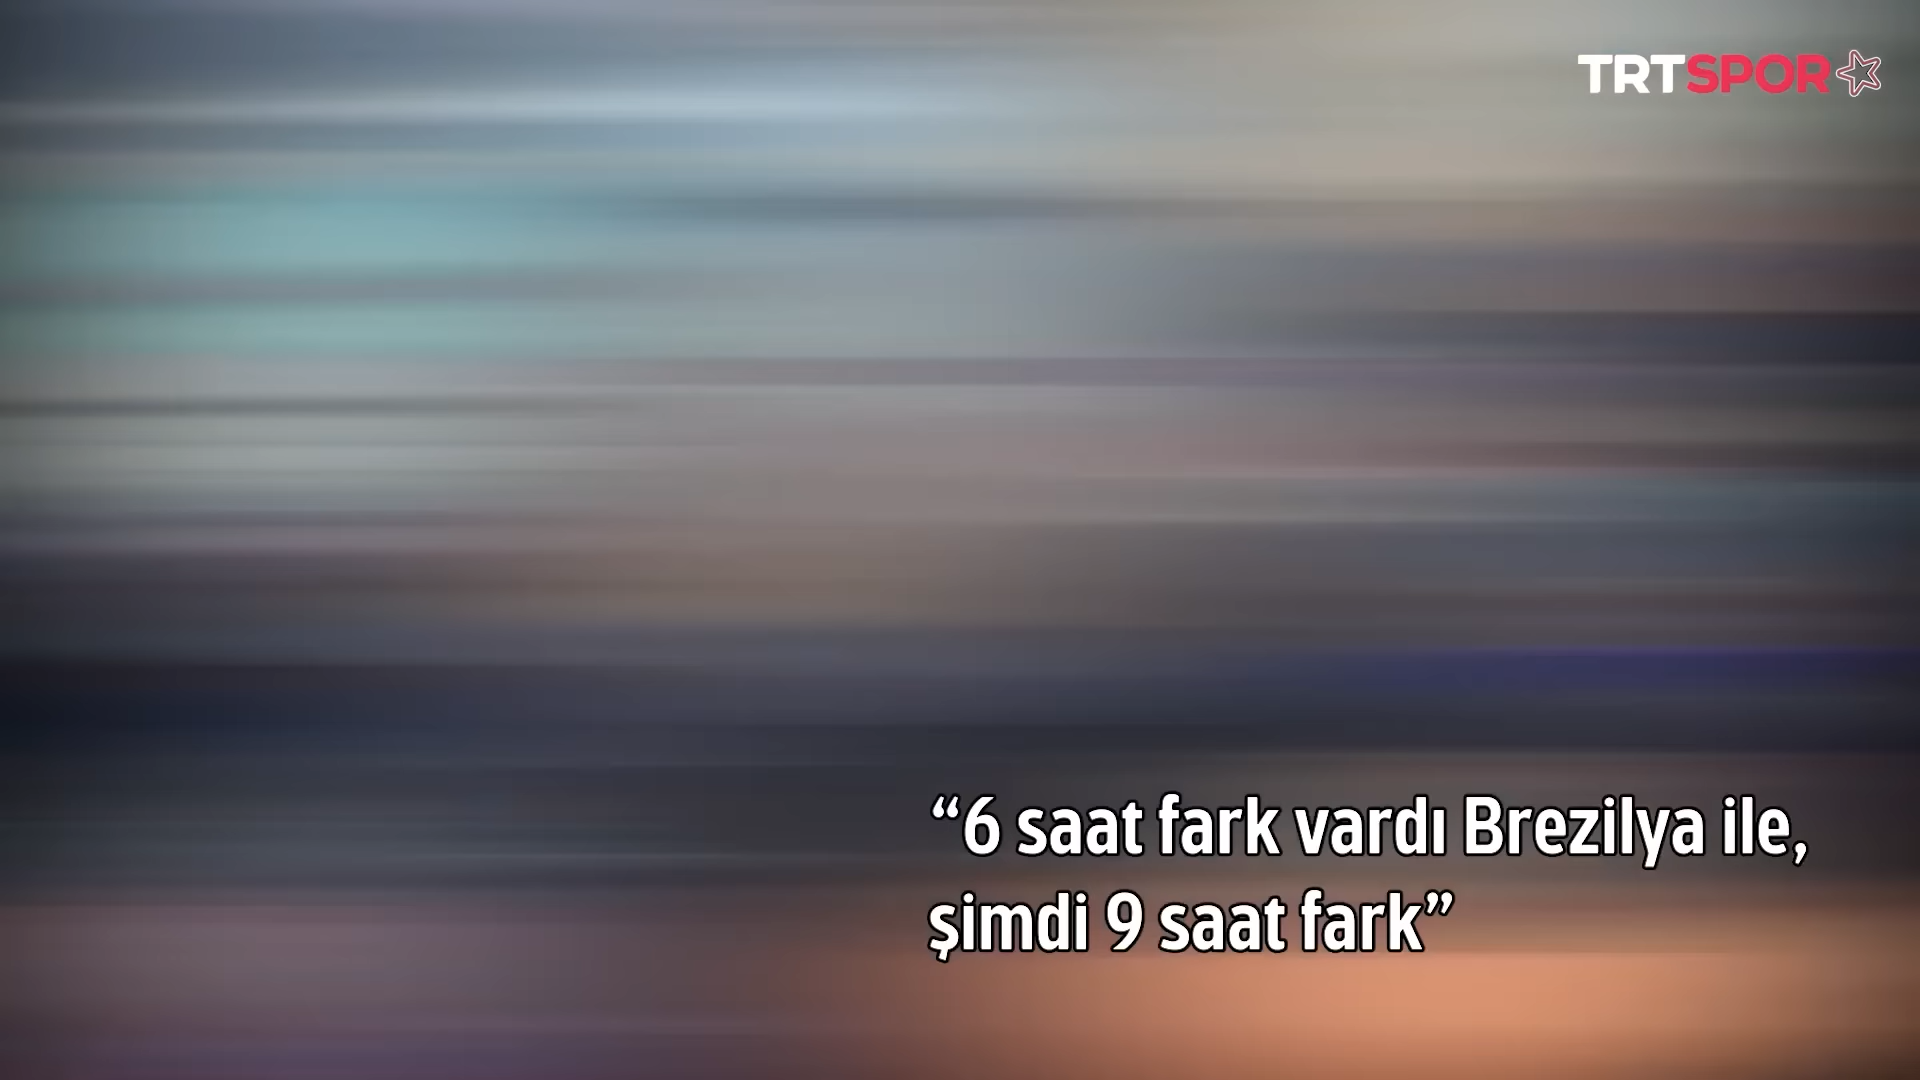 TRTSPOR
“6 saat fark vardı Brezilya ile,
şimdi 9 saat fark”